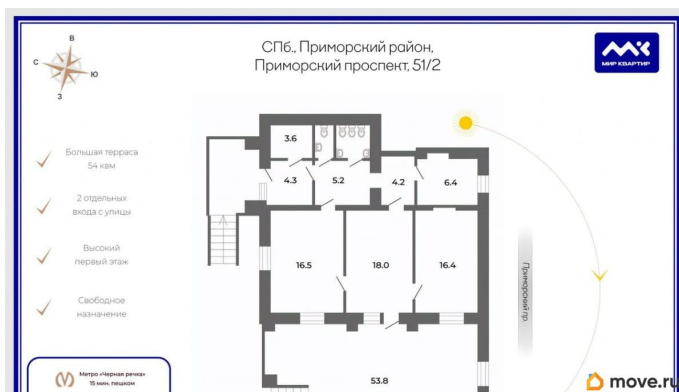 СПб., Приморский район,
Приморский проспект, 51/2
МИР КВАРТИР
В
С
Ю
З
Большая терраса
54 квм
2 отдельных
входа с улицы
Высокий
первый этаж
Свободное
назначение
3.6
4.3
5.2
4.2
6.4
16.5
18.0
16.4
53.8
Приморский пр.
Метро «Черная речка»
15 мин. пешком
move.ru